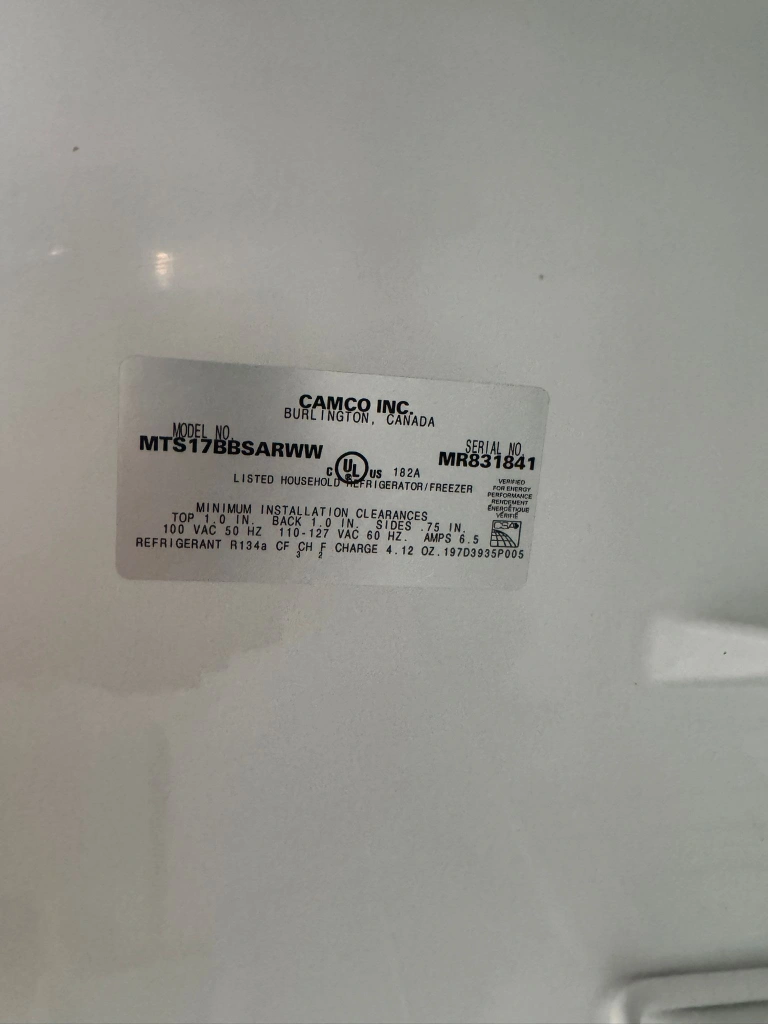 CAMCO INC.
BURLINGTON, CANADA
MODEL NO.
MTS17BBSARWW
SERIAL NO
MR831841
C UL US 182A
LISTED HOUSEHOLD REFRIGERATOR/FREEZER
VERIFIED
FOR ENERGY
PERFORMANCE
RENDEMENT
ÉNERGÉTIQUE
VÉRIFIÉ
CSA
MINIMUM INSTALLATION CLEARANCES
TOP 1.0 IN. BACK 1.0 IN. SIDES .75 IN.
100 VAC 50 HZ 110-127 VAC 60 HZ. AMPS 6.5
REFRIGERANT R134a CF3CH2F CHARGE 4.12 OZ.197D3935P005